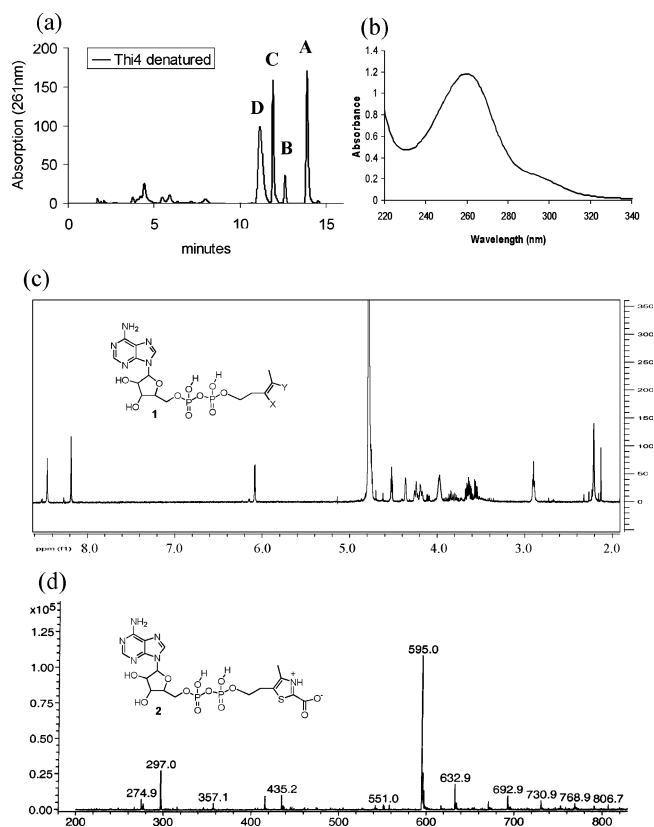 (a)
Absorption (261nm)
200
150
100
50
0
Thi4 denatured
D
C
B
A
0
5
10
15
minutes
(b)
Absorbance
1.4
1.2
1
0.8
0.6
0.4
0.2
0
220
240
260
280
300
320
340
Wavelength (nm)
(c)
NH2
N
N
N
N
O
HO
HO
O
H
O
P
O
O
H
O
P
O
O
Y
X
1
350
300
250
200
150
100
50
0
ppm (f1)
8.0
7.0
6.0
5.0
4.0
3.0
2.0
(d)
x10^5
1.25
1.00
0.75
0.50
0.25
0.00
NH2
N
N
N
N
O
HO
HO
O
H
O
P
O
O
H
O
P
O
O
NH+
S
O-
O
2
274.9
297.0
357.1
435.2
551.0
595.0
632.9
692.9
730.9
768.9
806.7
200
300
400
500
600
700
800